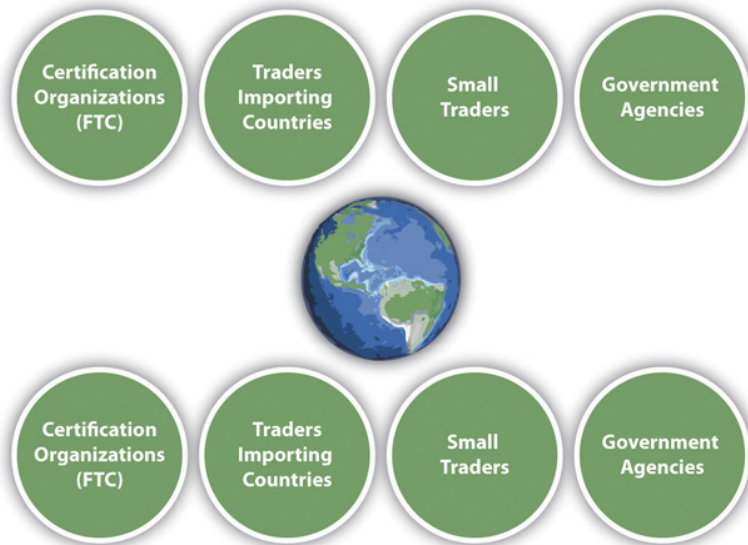 Certification
Organizations
(FTC)
Traders
Importing
Countries
Small
Traders
Government
Agencies
Certification
Organizations
(FTC)
Traders
Importing
Countries
Small
Traders
Government
Agencies